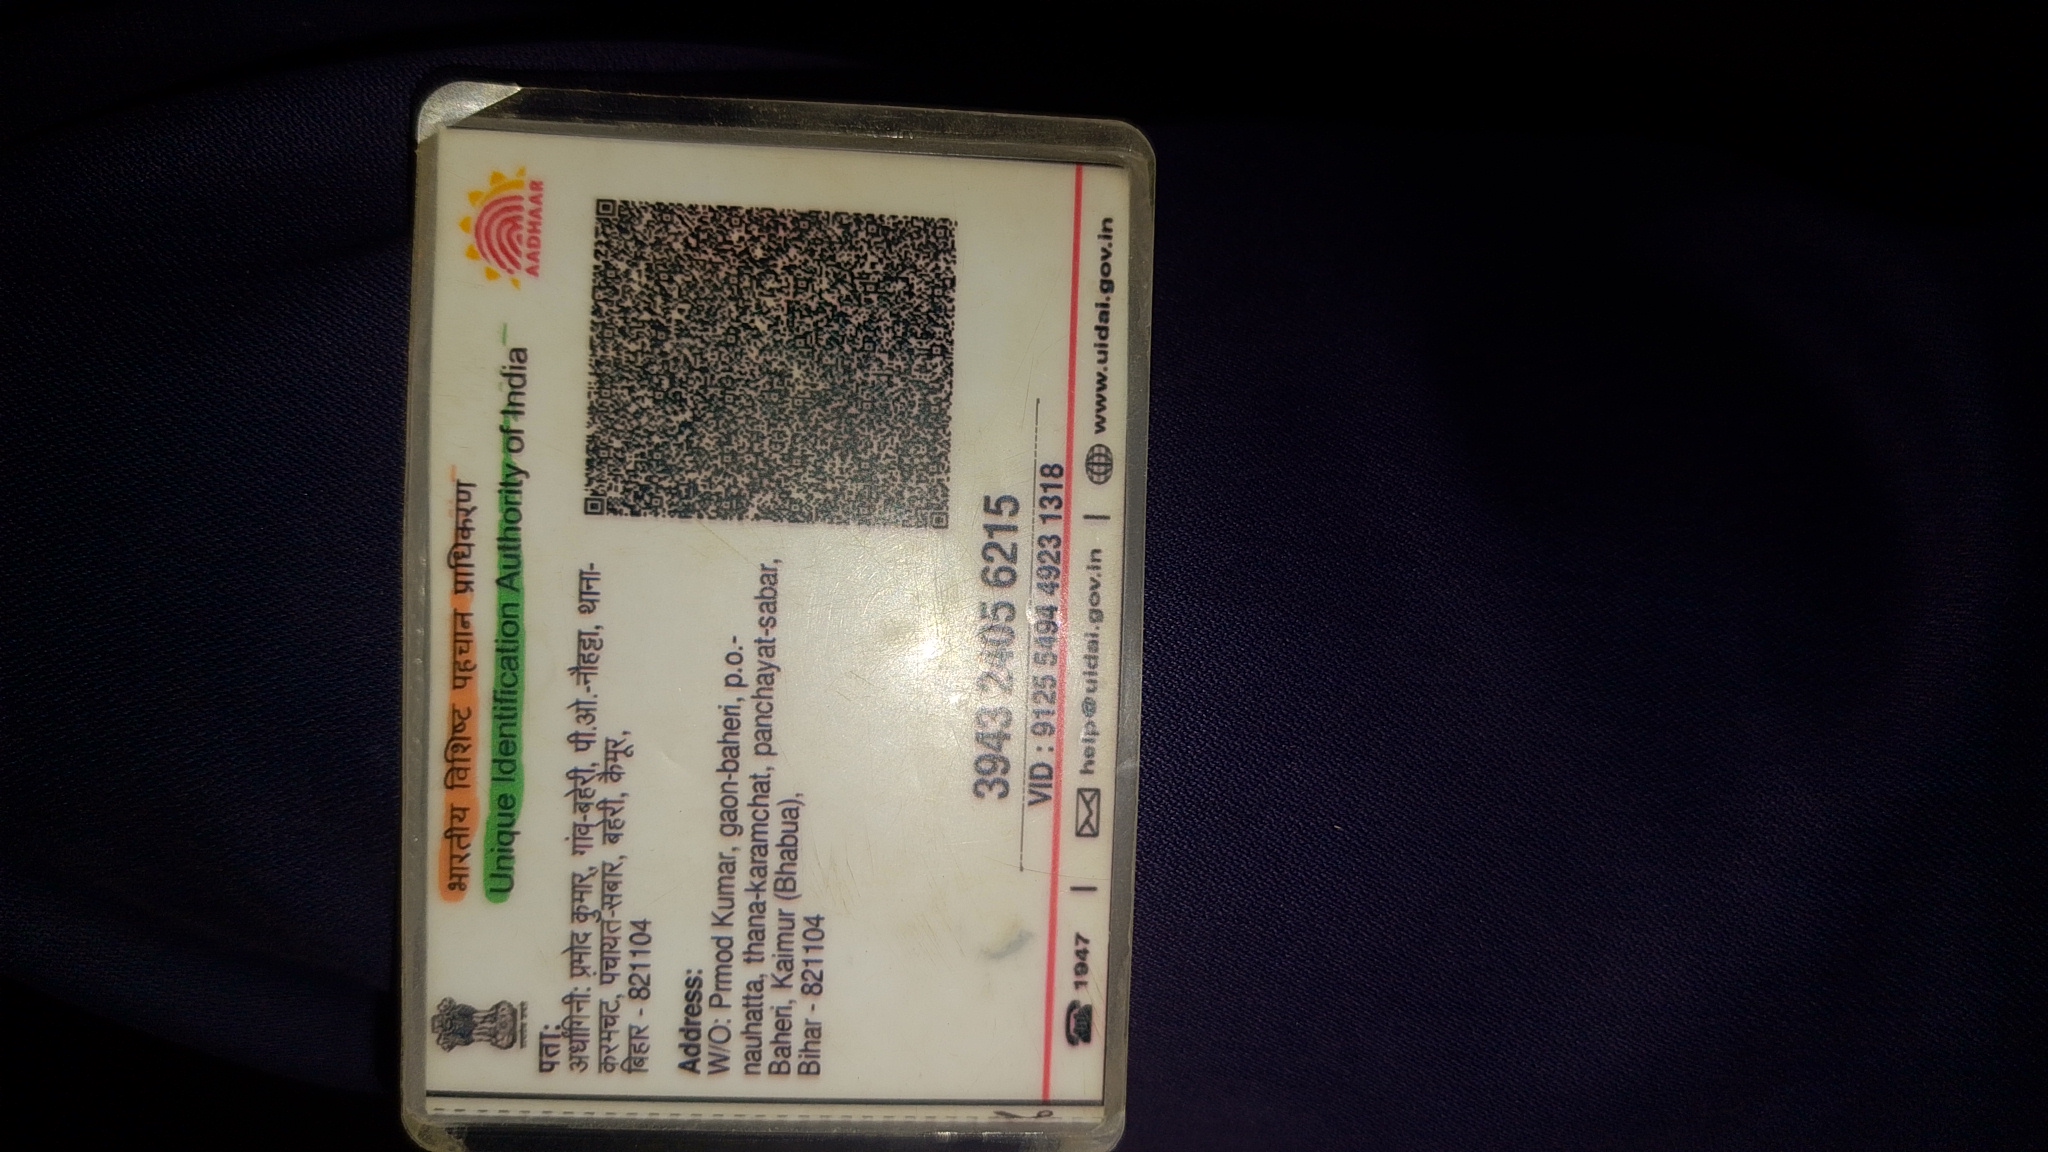 भारतीय विशिष्ट पहचान प्राधिकरण
Unique Identification Authority of India
AADHAAR
पता:
अर्धांगिनी: प्रमोद कुमार, गांव-बहेरी, पी.ओ.-नौहट्टा, थाना-
करमचट, पंचायत-सबार, बहेरी, कैमूर,
बिहार - 821104
Address:
W/O: Prmod Kumar, gaon-baheri, p.o.-
nauhatta, thana-karamchat, panchayat-sabar,
Baheri, Kaimur (Bhabua),
Bihar - 821104
3943 2405 6215
VID : 9125 5494 4923 1318
1947 | help@uidai.gov.in | www.uidai.gov.in